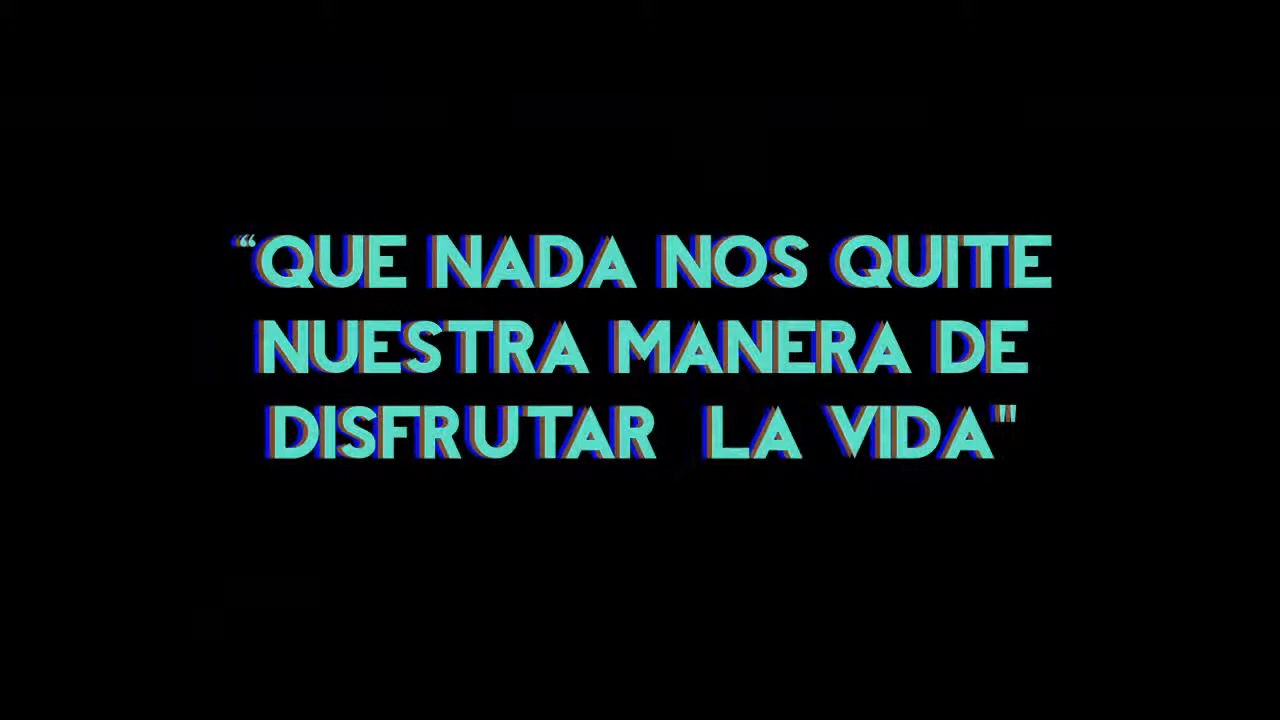 “QUE NADA NOS QUITE
NUESTRA MANERA DE
DISFRUTAR  LA VIDA"